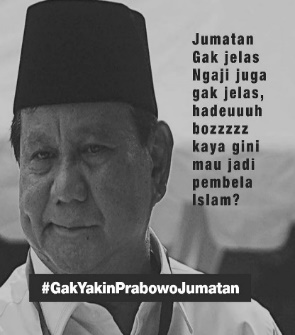 Jumatan
Gak jelas
Ngaji juga
gak jelas,
hadeuuuh
bozzzzz
kaya gini
mau jadi
pembela
Islam?
#GakYakinPrabowoJumatan